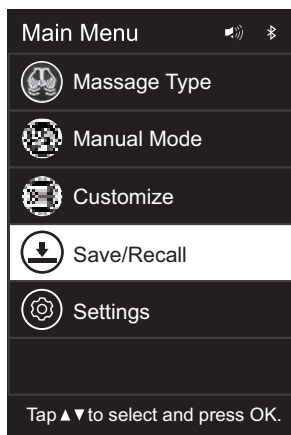 Main Menu
Massage Type
Manual Mode
Customize
Save/Recall
Settings
Tap▲▼to select and press OK.